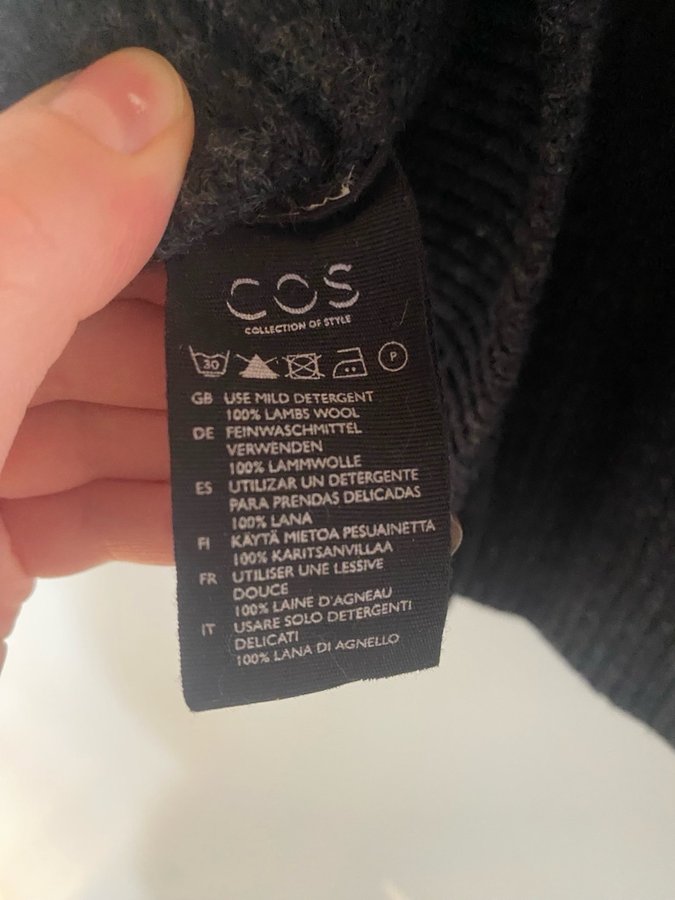 COS
COLLECTION OF STYLE
30 P
GB USE MILD DETERGENT
100% LAMBS WOOL
DE FEINWASCHMITTEL
VERWENDEN
100% LAMMWOLLE
ES UTILIZAR UN DETERGENTE
PARA PRENDAS DELICADAS
100% LANA
FI KÄYTÄ MIETOA PESUAINETTA
100% KARITSANVILLAA
FR UTILISER UNE LESSIVE
DOUCE
100% LAINE D'AGNEAU
IT USARE SOLO DETERGENTI
DELICATI
100% LANA DI AGNELLO